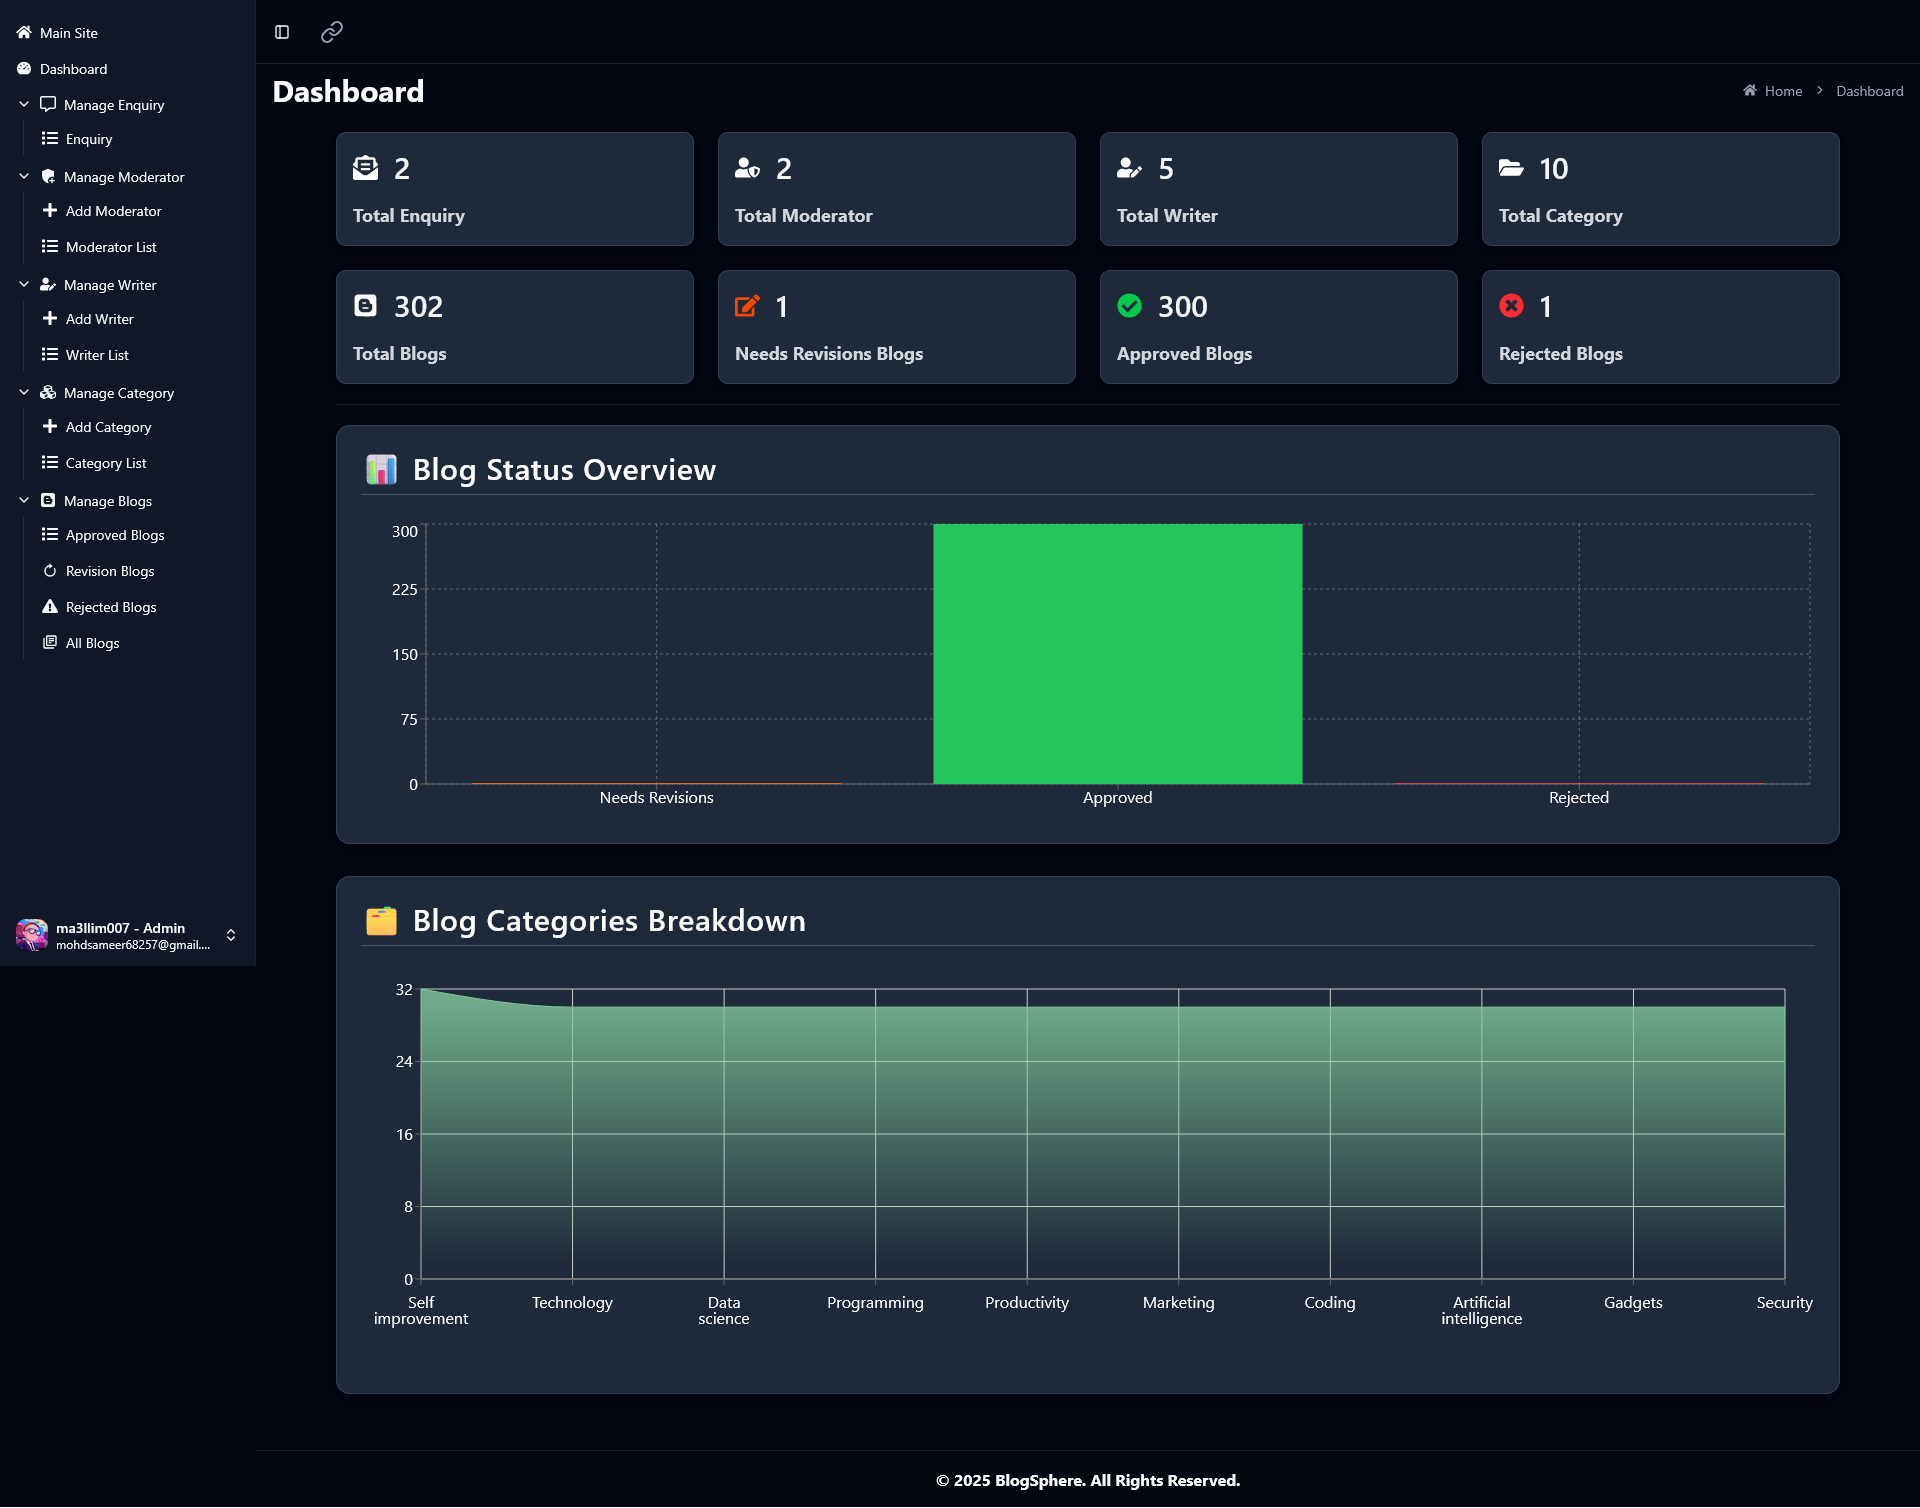 Main Site
Dashboard
Manage Enquiry
Enquiry
Manage Moderator
Add Moderator
Moderator List
Manage Writer
Add Writer
Writer List
Manage Category
Add Category
Category List
Manage Blogs
Approved Blogs
Revision Blogs
Rejected Blogs
All Blogs
ma3llim007 - Admin
mohdsameer68257@gmail....
Dashboard
Home
Dashboard
2
Total Enquiry
2
Total Moderator
5
Total Writer
10
Total Category
302
Total Blogs
1
Needs Revisions Blogs
300
Approved Blogs
1
Rejected Blogs
Blog Status Overview
300
225
150
75
0
Needs Revisions
Approved
Rejected
Blog Categories Breakdown
32
24
16
8
0
Self
improvement
Technology
Data
science
Programming
Productivity
Marketing
Coding
Artificial
intelligence
Gadgets
Security
© 2025 BlogSphere. All Rights Reserved.